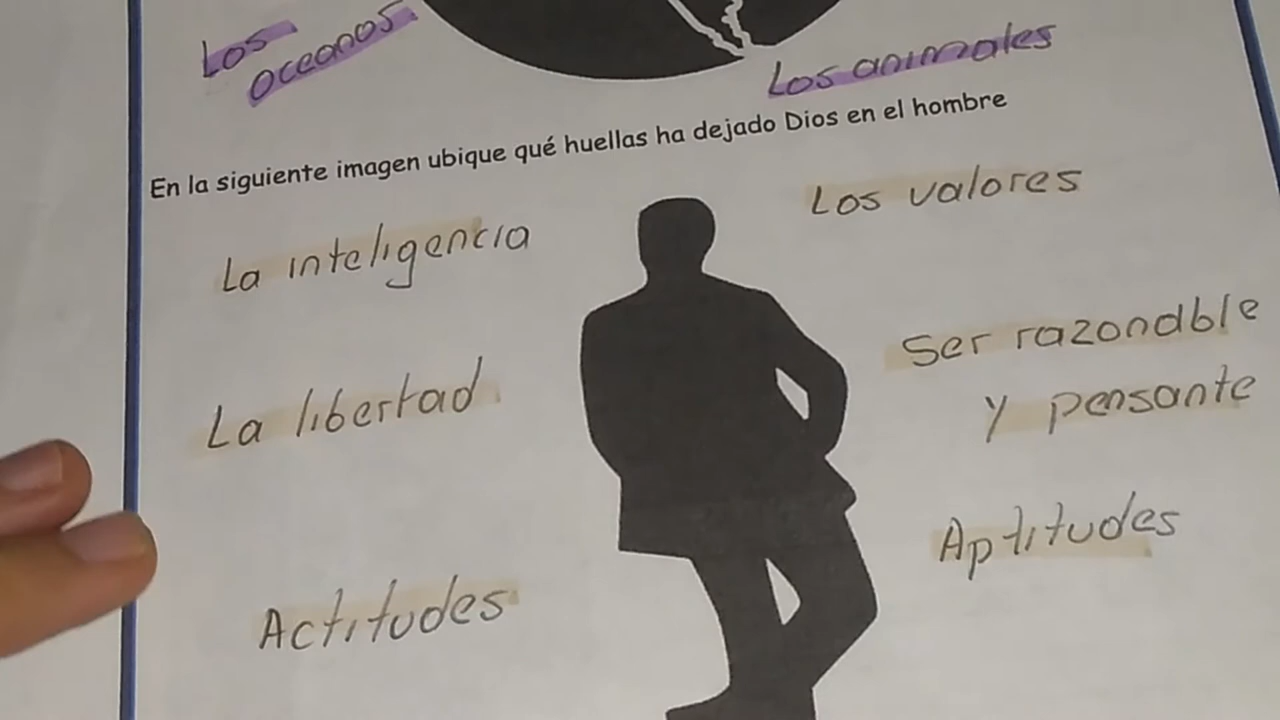 Los
oceanos
Los animales
En la siguiente imagen ubique qué huellas ha dejado Dios en el hombre
La inteligencia
Los valores
La libertad
Ser razondble
y pensante
Actitudes
Aptitudes